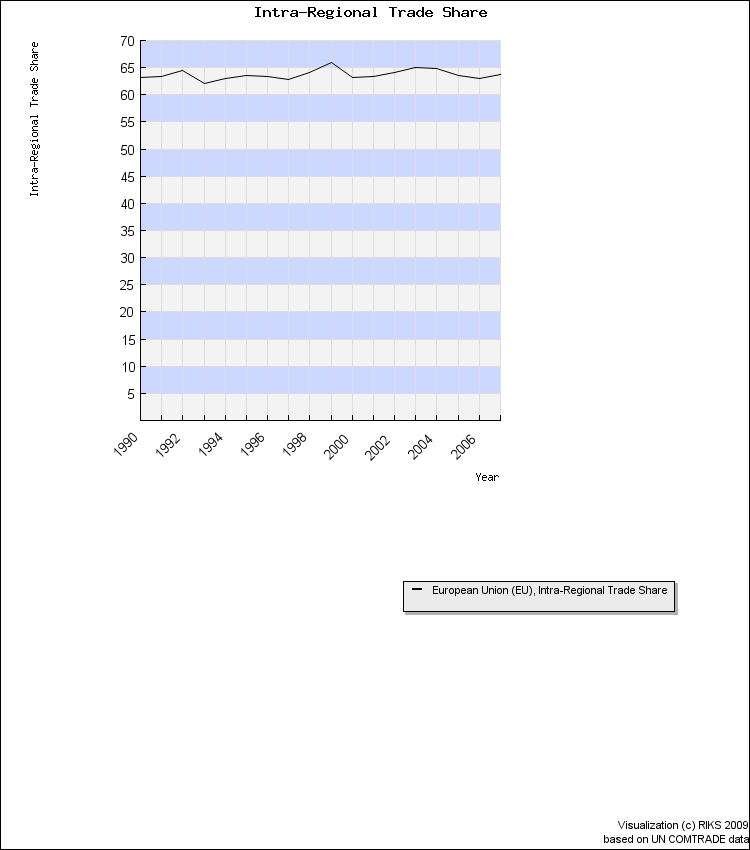 Intra-Regional Trade Share
Intra-Regional Trade Share
70
65
60
55
50
45
40
35
30
25
20
15
10
5
1990 1992 1994 1996 1998 2000 2002 2004 2006
Year
European Union (EU), Intra-Regional Trade Share
Visualization (c) RIKS 2009
based on UN COMTRADE data